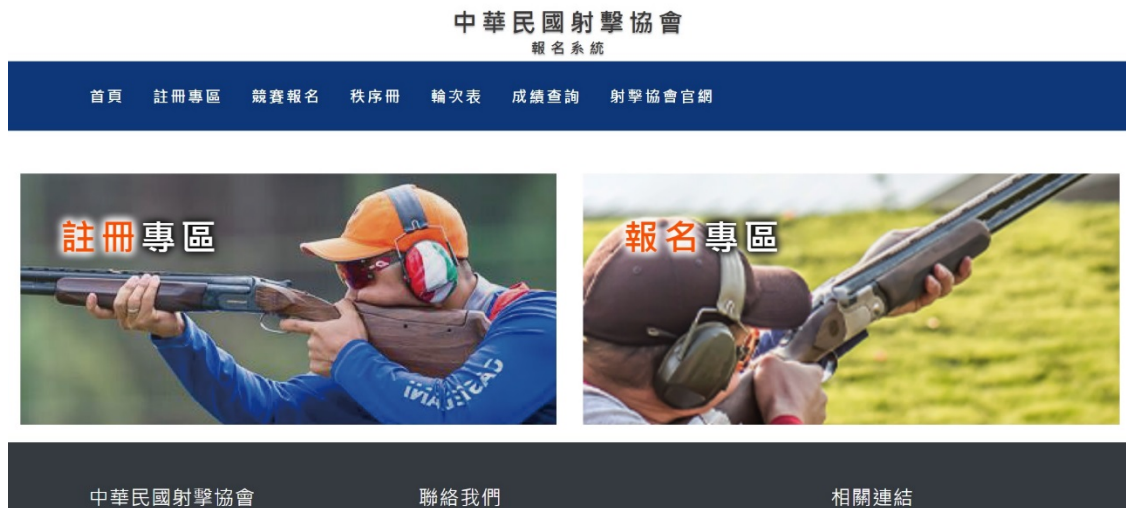 中華民國射擊協會
報名系統
首頁 註冊專區 競賽報名 秩序冊 輪次表 成績查詢 射擊協會官網
註冊專區
報名專區
中華民國射擊協會 聯絡我們 相關連結